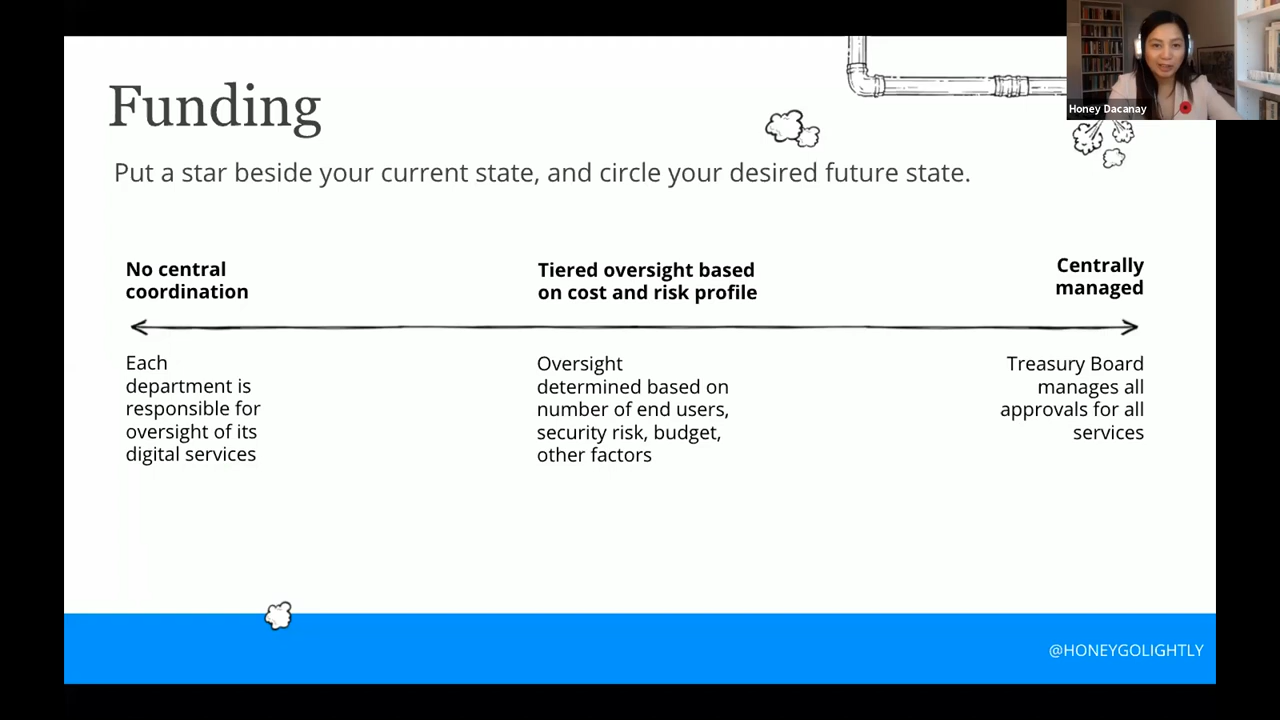 Funding
Put a star beside your current state, and circle your desired future state.
Honey Dacanay
No central
coordination
Each
department is
responsible for
oversight of its
digital services
Tiered oversight based
on cost and risk profile
Oversight
determined based on
number of end users,
security risk, budget,
other factors
Centrally
managed
Treasury Board
manages all
approvals for all
services
@HONEYGOLIGHTLY